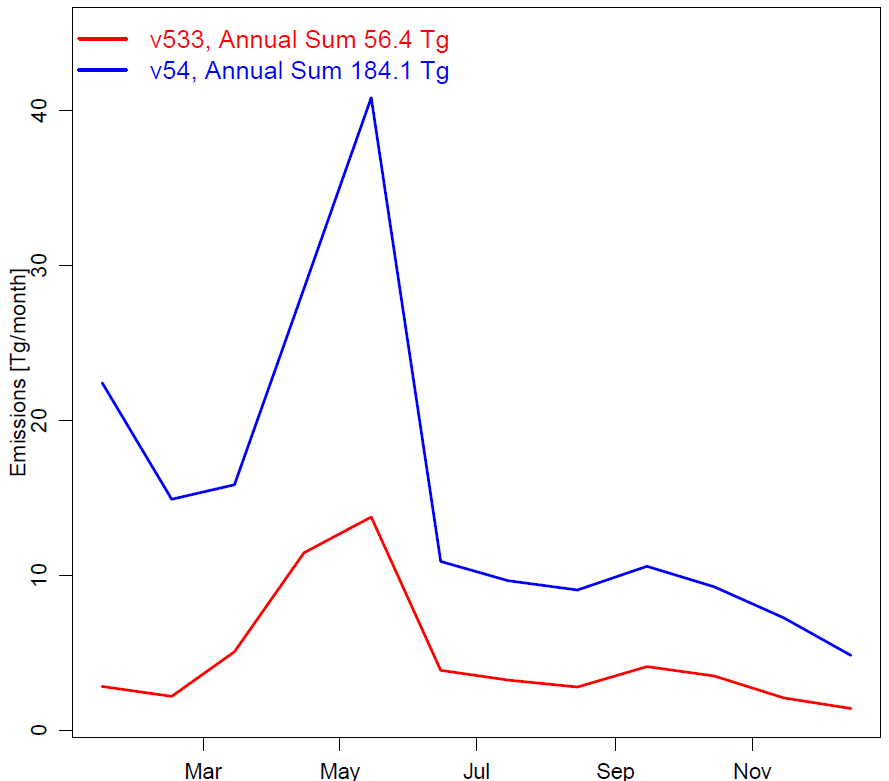 v533, Annual Sum 56.4 Tg
v54, Annual Sum 184.1 Tg
40
30
20
10
0
Emissions [Tg/month]
Mar
May
Jul
Sep
Nov